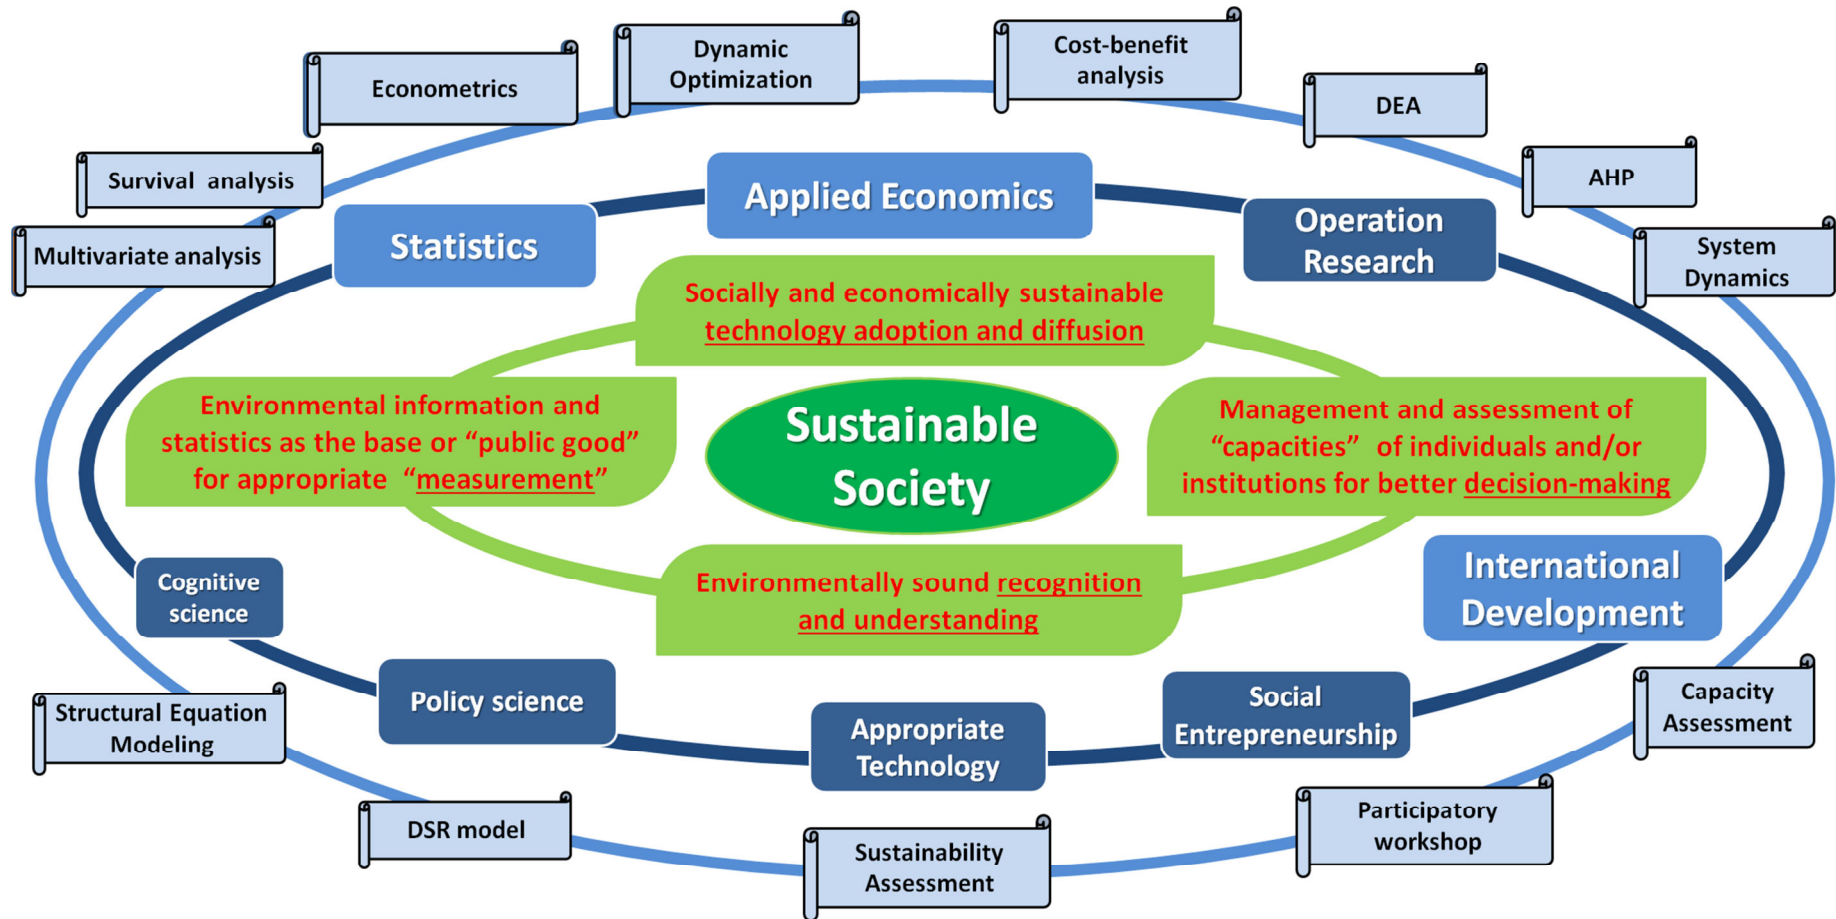 Dynamic
Optimization
Cost-benefit
analysis
Econometrics
DEA
Survival analysis
AHP
Multivariate analysis
Statistics
Applied Economics
Operation
Research
System
Dynamics
Socially and economically sustainable
technology adoption and diffusion
Environmental information and
statistics as the base or “public good”
for appropriate “measurement”
Sustainable
Society
Management and assessment of
“capacities” of individuals and/or
institutions for better decision-making
Environmentally sound recognition
and understanding
Cognitive
science
International
Development
Policy science
Appropriate
Technology
Social
Entrepreneurship
Capacity
Assessment
Structural Equation
Modeling
DSR model
Sustainability
Assessment
Participatory
workshop